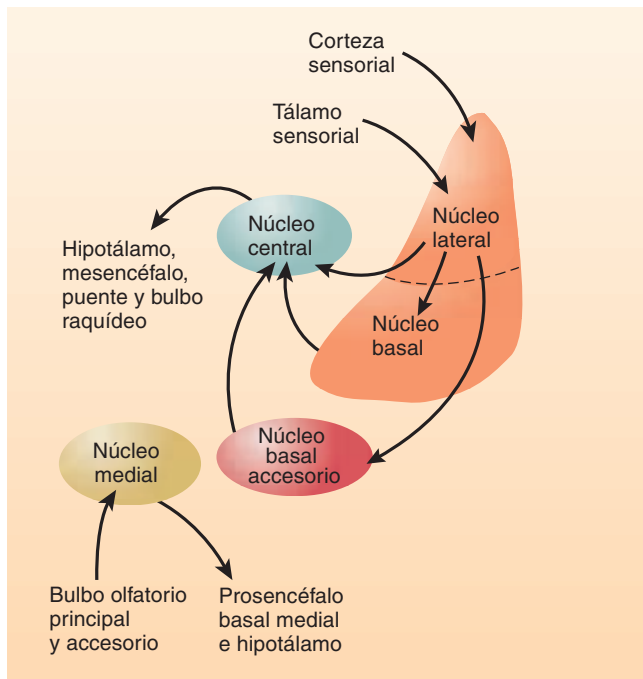 Corteza
sensorial
Tálamo
sensorial
Núcleo
central
Núcleo
lateral
Hipotálamo,
mesencéfalo,
puente y bulbo
raquídeo
Núcleo
basal
Núcleo
basal
accesorio
Núcleo
medial
Bulbo olfatorio
principal
y accesorio
Prosencéfalo
basal medial
e hipotálamo